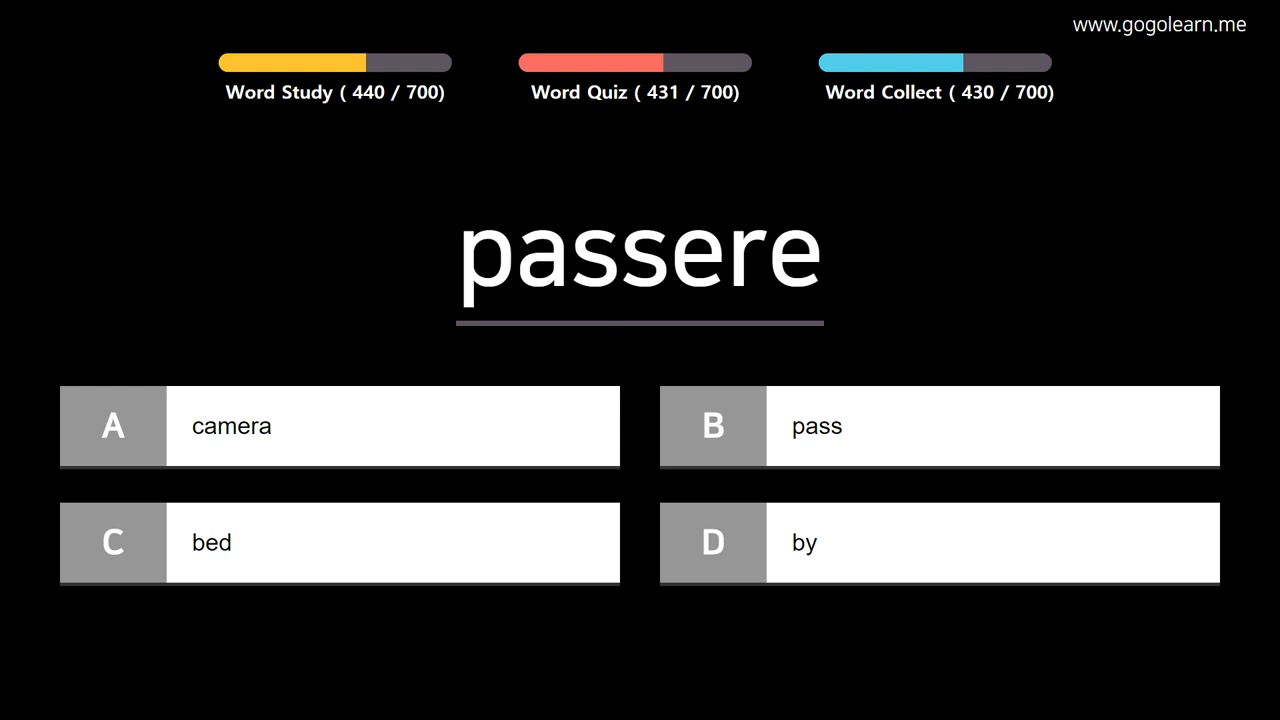 www.gogolearn.me
Word Study ( 440 / 700)
Word Quiz ( 431 / 700)
Word Collect ( 430 / 700)
passere
A camera
B pass
C bed
D by